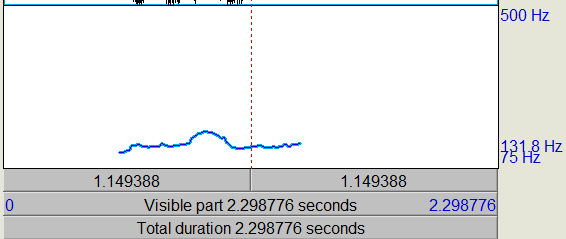 500 Hz
131.8 Hz
75 Hz
1.149388 1.149388
0 Visible part 2.298776 seconds 2.298776
Total duration 2.298776 seconds